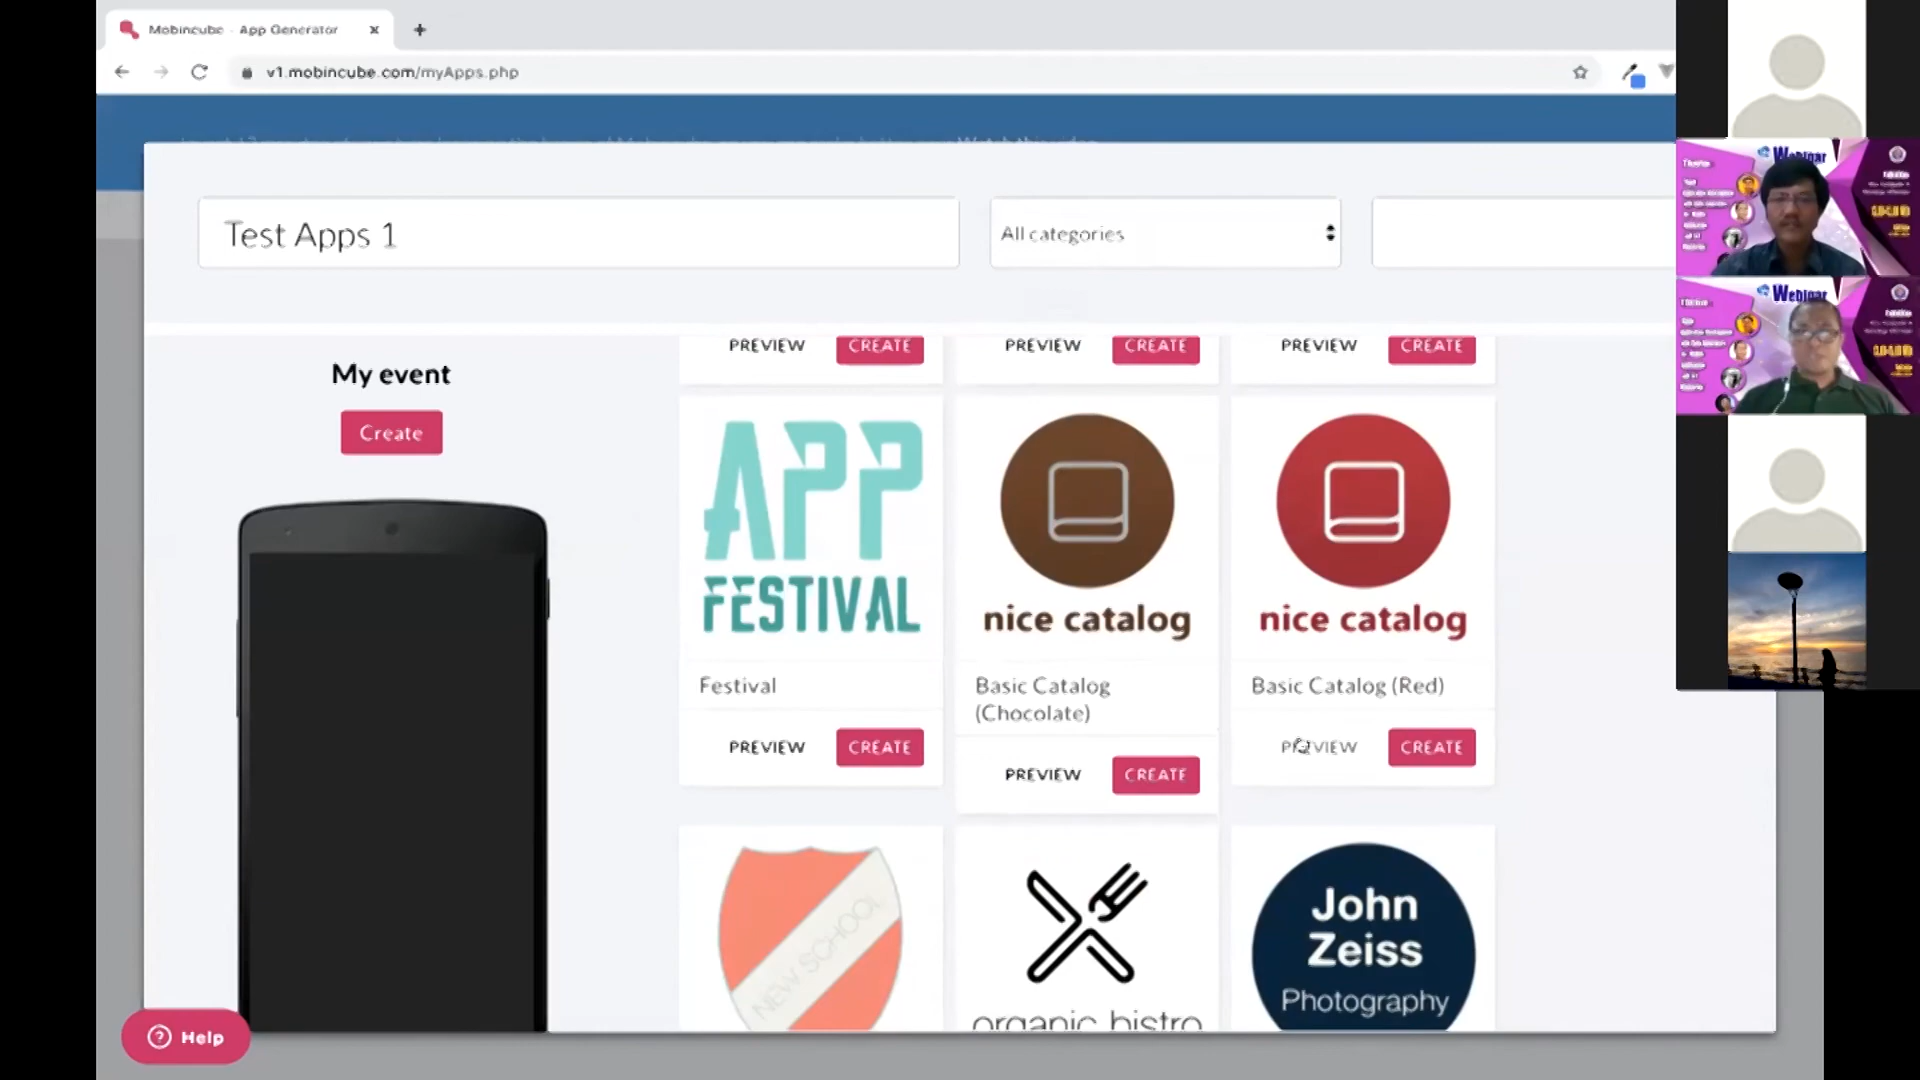 Mobincube - App Generator
v1.mobincube.com/myApps.php
Test Apps 1
All categories
My event
Create
PREVIEW CREATE
PREVIEW CREATE
PREVIEW CREATE
APP
FESTIVAL
Festival
PREVIEW CREATE
nice catalog
Basic Catalog
(Chocolate)
PREVIEW CREATE
nice catalog
Basic Catalog (Red)
PREVIEW CREATE
NEW SCHOOL
organic bistro
John
Zeiss
Photography
Help
Webinar
Webinar